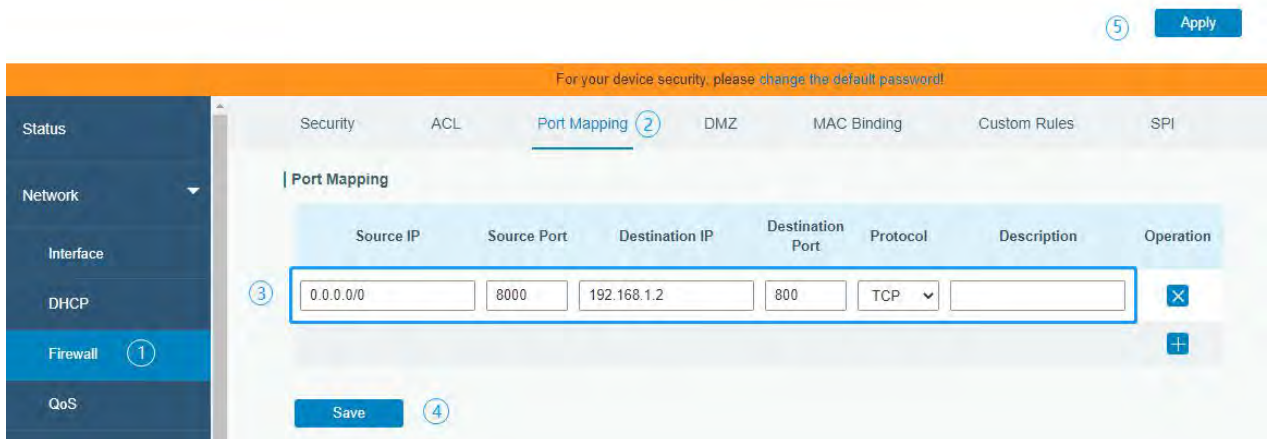 5 Apply
For your device security, please change the default password!
Status
Security ACL Port Mapping 2 DMZ MAC Binding Custom Rules SPI
Network
Port Mapping
Source IP Source Port Destination IP Destination Port Protocol Description Operation
Interface
3 0.0.0.0/0 8000 192.168.1.2 800 TCP
DHCP
Firewall 1
QoS
Save 4